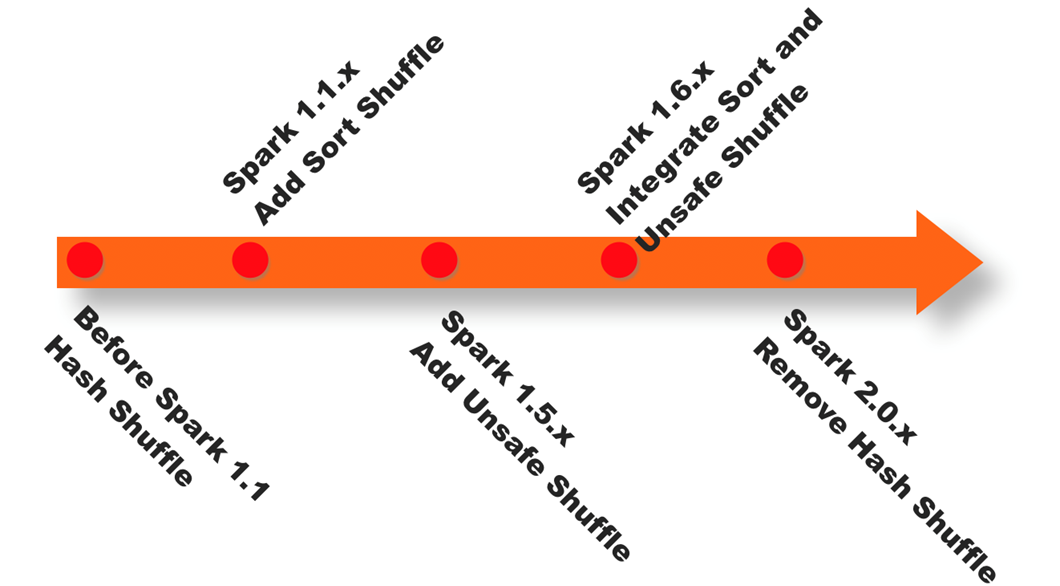 Before Spark 1.1
Hash Shuffle
Spark 1.1.x
Add Sort Shuffle
Spark 1.5.x
Add Unsafe Shuffle
Spark 1.6.x
Integrate Sort and
Unsafe Shuffle
Spark 2.0.x
Remove Hash Shuffle